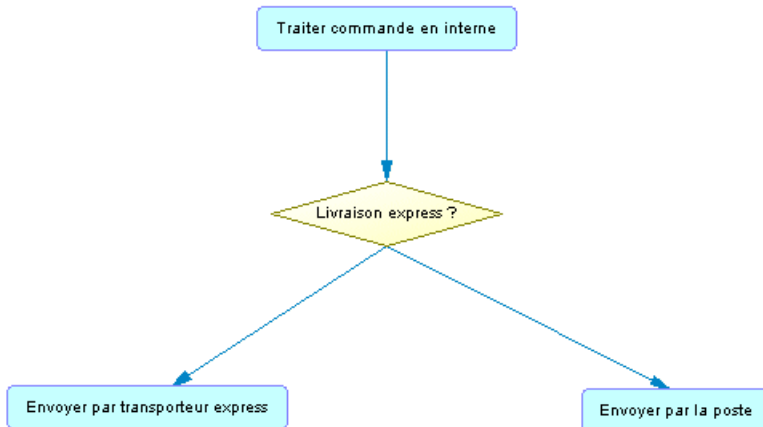 Traiter commande en interne
Livraison express ?
Envoyer par transporteur express
Envoyer par la poste